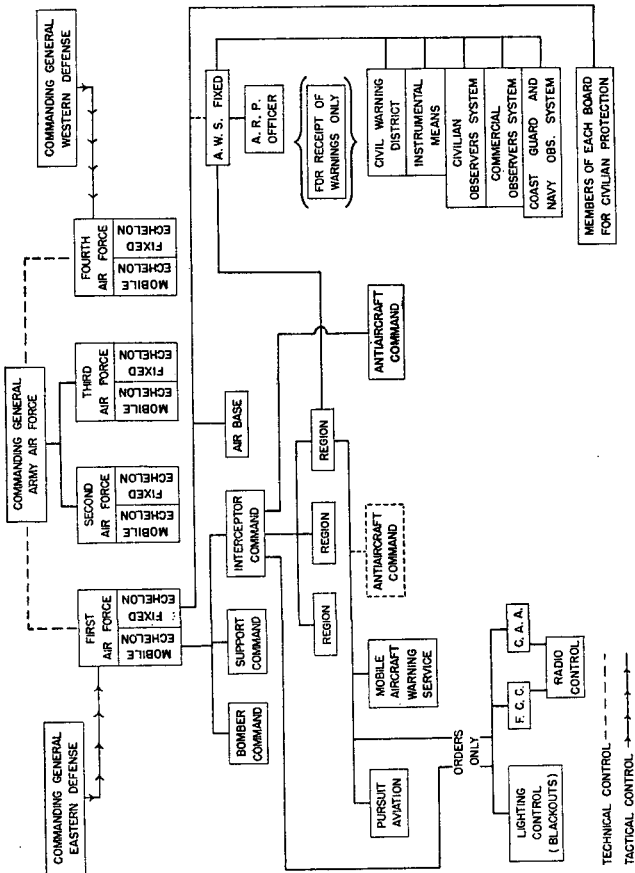 COMMANDING GENERAL
ARMY AIR FORCE
COMMANDING GENERAL
EASTERN DEFENSE
COMMANDING GENERAL
WESTERN DEFENSE
FIRST
AIR FORCE
MOBILE
ECHELON
FIXED
ECHELON
SECOND
AIR FORCE
MOBILE
ECHELON
FIXED
ECHELON
THIRD
AIR FORCE
MOBILE
ECHELON
FIXED
ECHELON
FOURTH
AIR FORCE
MOBILE
ECHELON
FIXED
ECHELON
BOMBER
COMMAND
SUPPORT
COMMAND
INTERCEPTOR
COMMAND
AIR BASE
A.W.S. FIXED
A. R. P.
OFFICER
FOR RECEIPT OF
WARNINGS ONLY
CIVIL WARNING
DISTRICT
INSTRUMENTAL
MEANS
CIVILIAN
OBSERVERS SYSTEM
COMMERCIAL
OBSERVERS SYSTEM
COAST GUARD AND
NAVY OBS. SYSTEM
MEMBERS OF EACH BOARD
FOR CIVILIAN PROTECTION
REGION
REGION
REGION
ANTIAIRCRAFT
COMMAND
PURSUIT
AVIATION
MOBILE
AIRCRAFT
WARNING
SERVICE
ANTIAIRCRAFT
COMMAND
ORDERS
ONLY
LIGHTING
CONTROL
(BLACKOUTS)
F. C. C.
C. A. A.
RADIO
CONTROL
TECHNICAL CONTROL
TACTICAL CONTROL